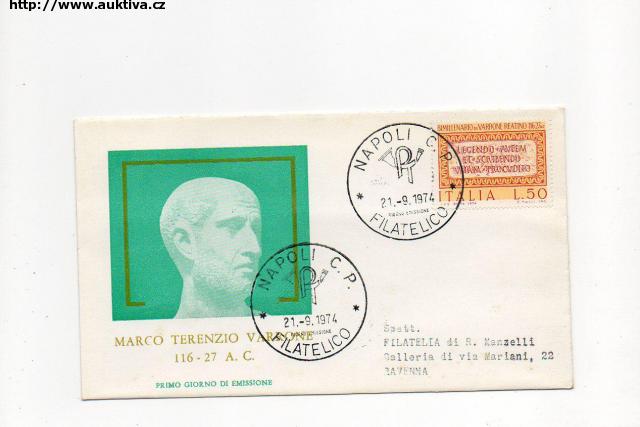 http://www.auktiva.cz
BIMILLENARIO DI VARRONE REATINO
LEGENDO AUTEM
ET SCRIBENDO
VITAM PROCUDITO
ITALIA L.50
NAPOLI C.P.
21.-9.1974
PRIMO EMISSIONE
FILATELICO
NAPOLI C.P.
21.-9.1974
FILATELICO
MARCO TERENZIO VARRONE
116 - 27 A. C.
PRIMO GIORNO DI EMISSIONE
Spett.
FILATELIA di R. Manzelli
Galleria di via Mariani, 22
RAVENNA